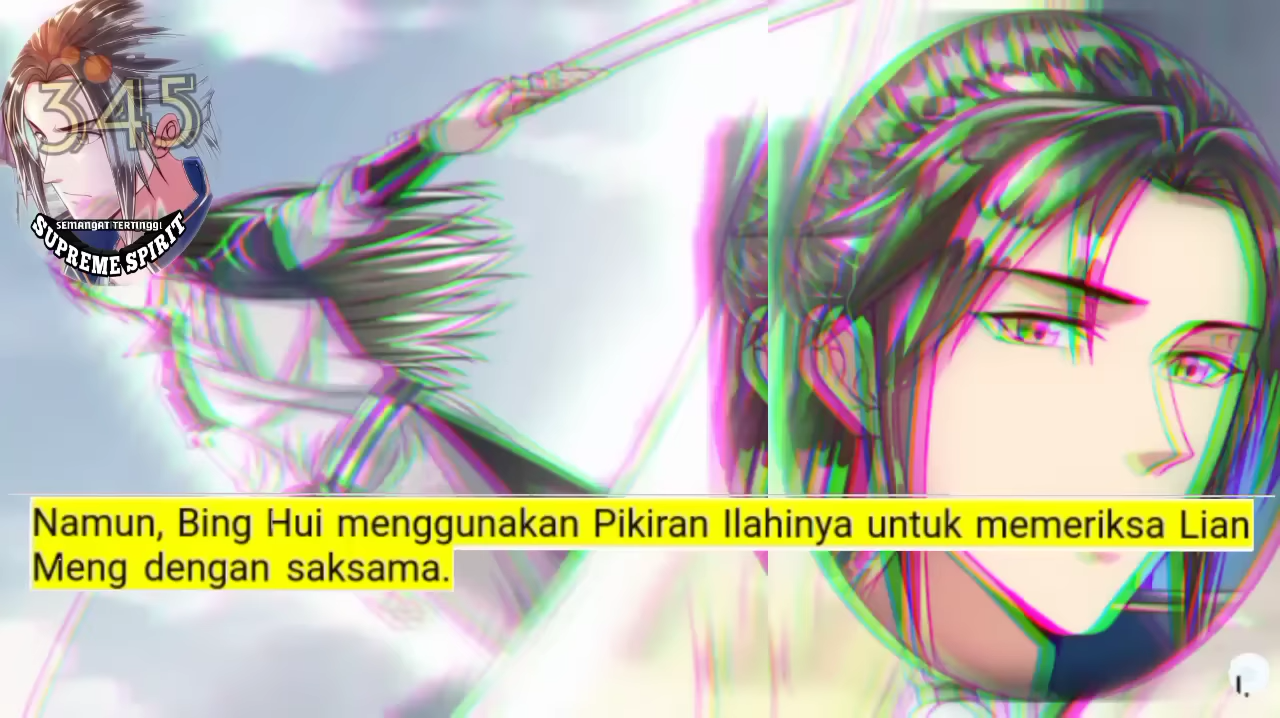 345
SEMANGAT TERTINGGI
SUPREME SPIRIT
Namun, Bing Hui menggunakan Pikiran Ilahinya untuk memeriksa Lian
Meng dengan saksama.